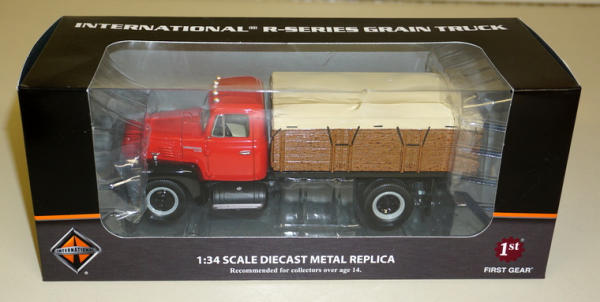 INTERNATIONAL® R-SERIES GRAIN TRUCK
INTERNATIONAL
1:34 SCALE DIECAST METAL REPLICA
Recommended for collectors over age 14.
1st
FIRST GEAR®